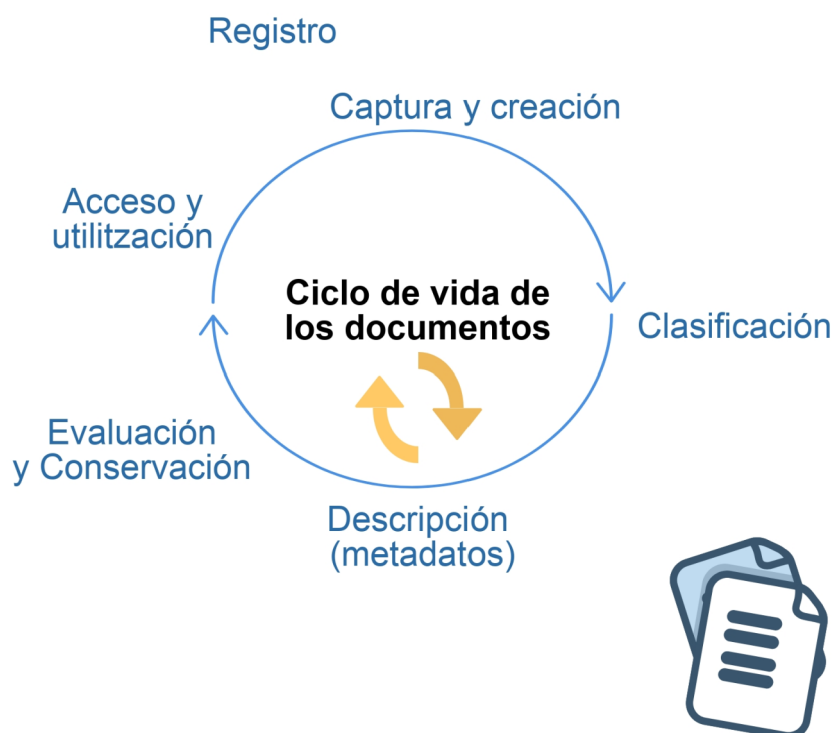 Registro
Captura y creación
Acceso y
utilitzación
Ciclo de vida de
los documentos
Clasificación
Evaluación
y Conservación
Descripción
(metadatos)